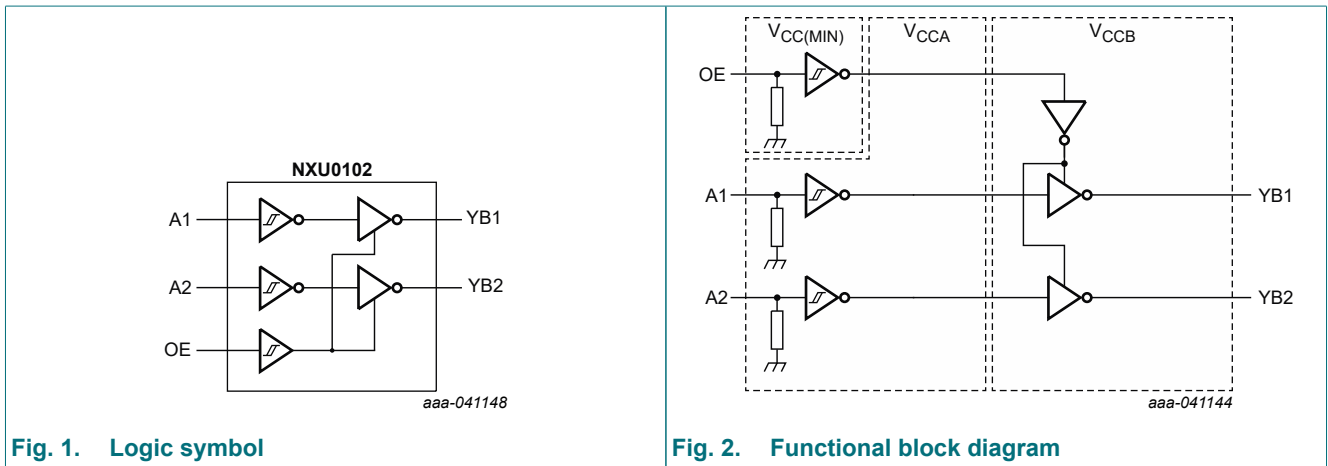 NXU0102
A1
YB1
A2
YB2
OE
aaa-041148
Fig. 1. Logic symbol
VCC(MIN)
VCCA
VCCB
OE
A1
YB1
A2
YB2
aaa-041144
Fig. 2. Functional block diagram